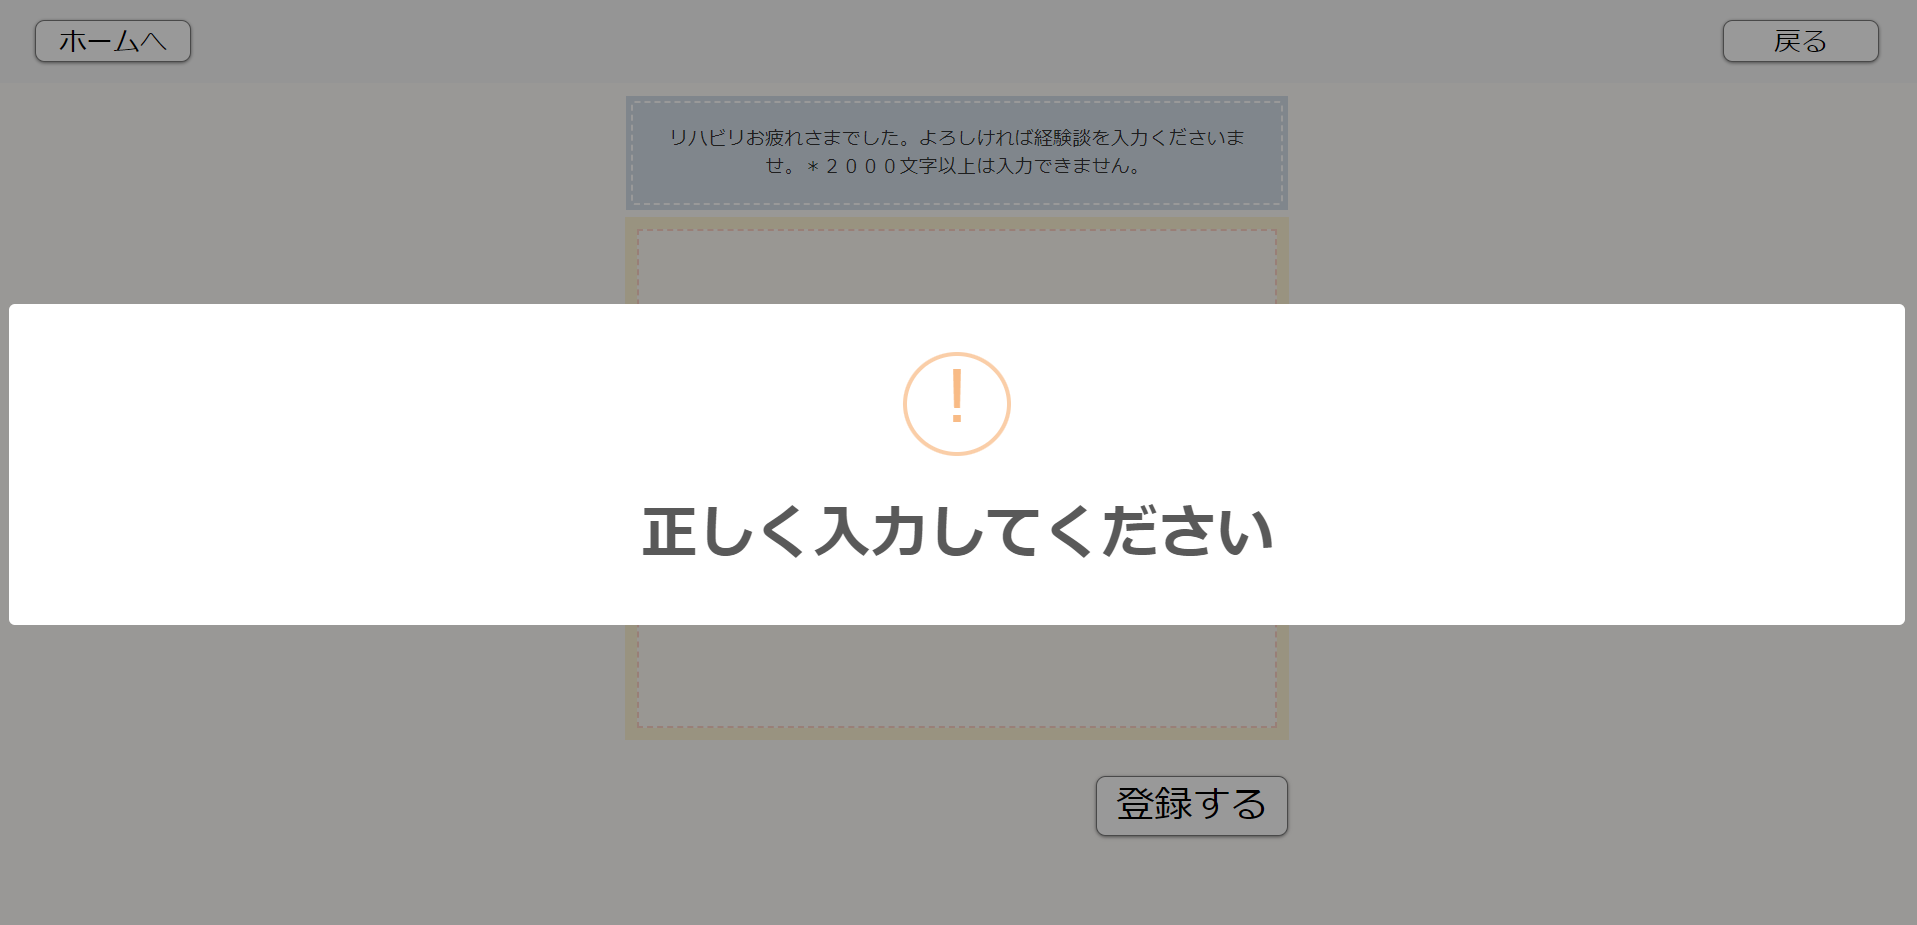 ホームへ
戻る
リハビリお疲れさまでした。よろしければ経験談を入力くださいま
せ。＊２０００文字以上は入力できません。
!
正しく入力してください
登録する